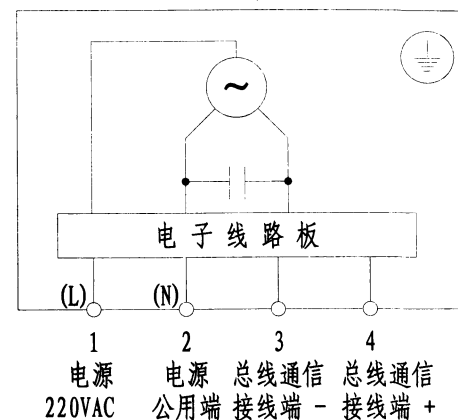 ~
电子线路板
(L) (N)
1 2 3 4
电源 电源 总线通信 总线通信
220VAC 公用端 接线端 - 接线端 +